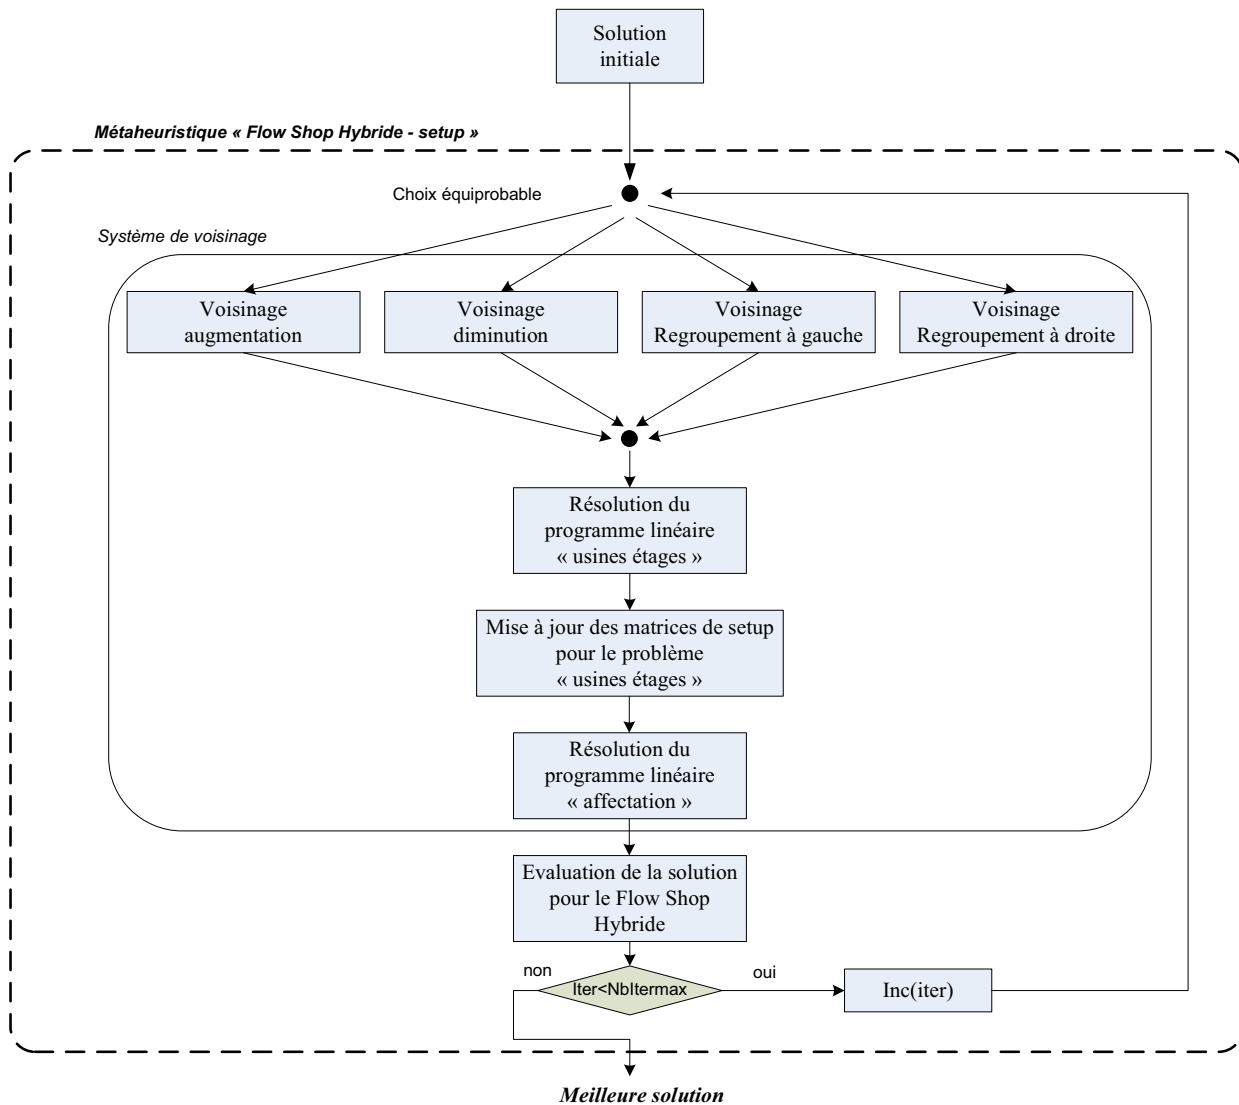 Solution
initiale
Métaheuristique « Flow Shop Hybride - setup »
Choix équiprobable
Système de voisinage
Voisinage
augmentation
Voisinage
diminution
Voisinage
Regroupement à gauche
Voisinage
Regroupement à droite
Résolution du
programme linéaire
« usines étages »
Mise à jour des matrices de setup
pour le problème
« usines étages »
Résolution du
programme linéaire
« affectation »
Evaluation de la solution
pour le Flow Shop
Hybride
non
Iter<NbItermax
oui
Inc(iter)
Meilleure solution